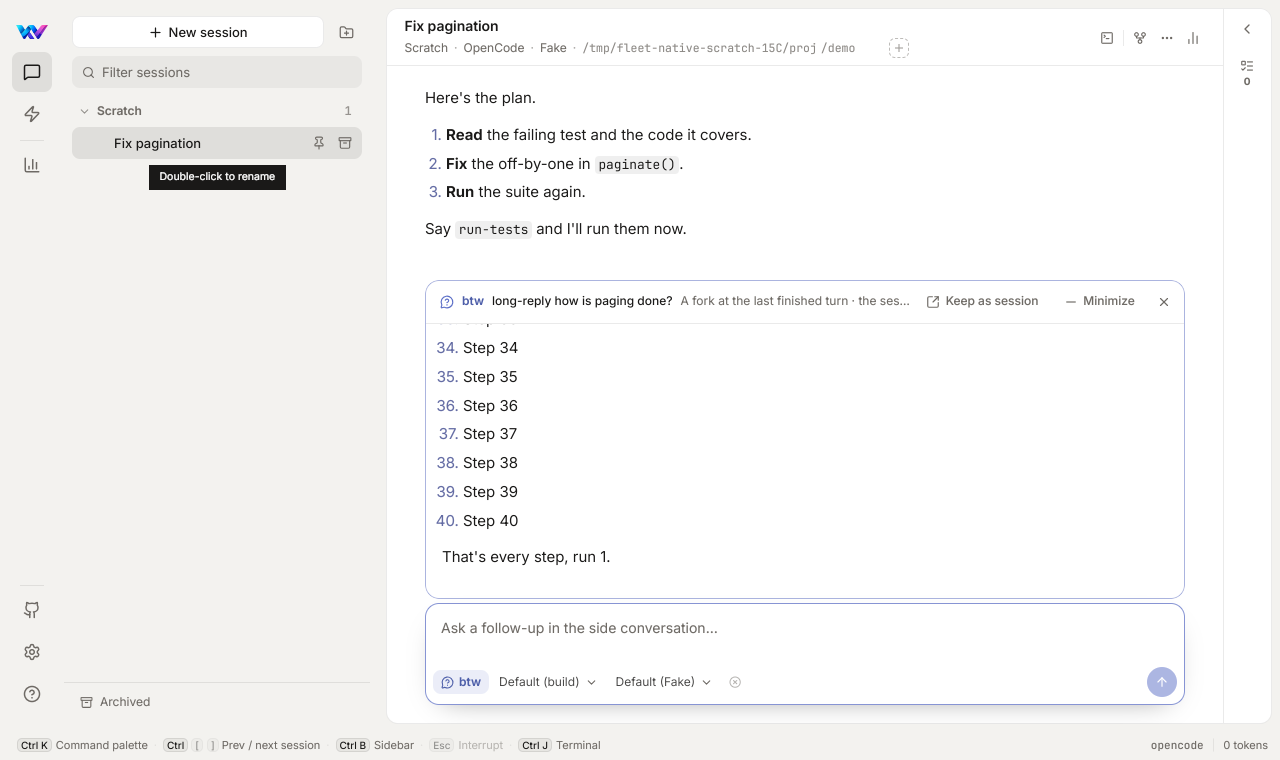 New session
Filter sessions
Scratch 1
Fix pagination
Double-click to rename
Archived
Fix pagination
Scratch · OpenCode · Fake · /tmp/fleet-native-scratch-15C/proj /demo
0
Here's the plan.
1. Read the failing test and the code it covers.
2. Fix the off-by-one in paginate().
3. Run the suite again.
Say run-tests and I'll run them now.
btw long-reply how is paging done? A fork at the last finished turn · the ses... Keep as session Minimize
34. Step 34
35. Step 35
36. Step 36
37. Step 37
38. Step 38
39. Step 39
40. Step 40
That's every step, run 1.
Ask a follow-up in the side conversation...
btw Default (build) Default (Fake)
Ctrl K Command palette · Ctrl [ ] Prev / next session · Ctrl B Sidebar · Esc Interrupt · Ctrl J Terminal opencode 0 tokens